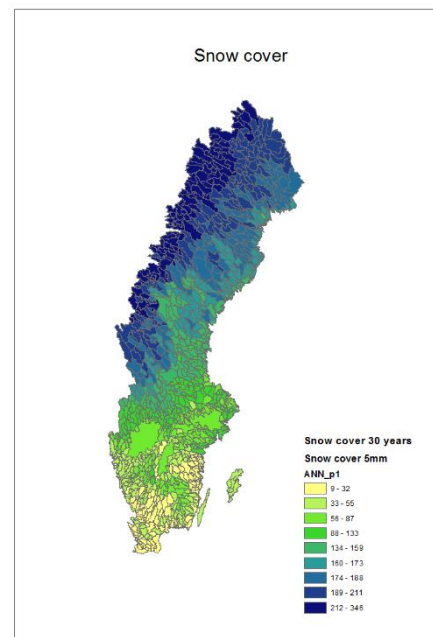 Snow cover
Snow cover 30 years
Snow cover 5mm
ANN_p1
9 - 32
33 - 55
56 - 87
88 - 133
134 - 159
160 - 173
174 - 188
189 - 211
212 - 346